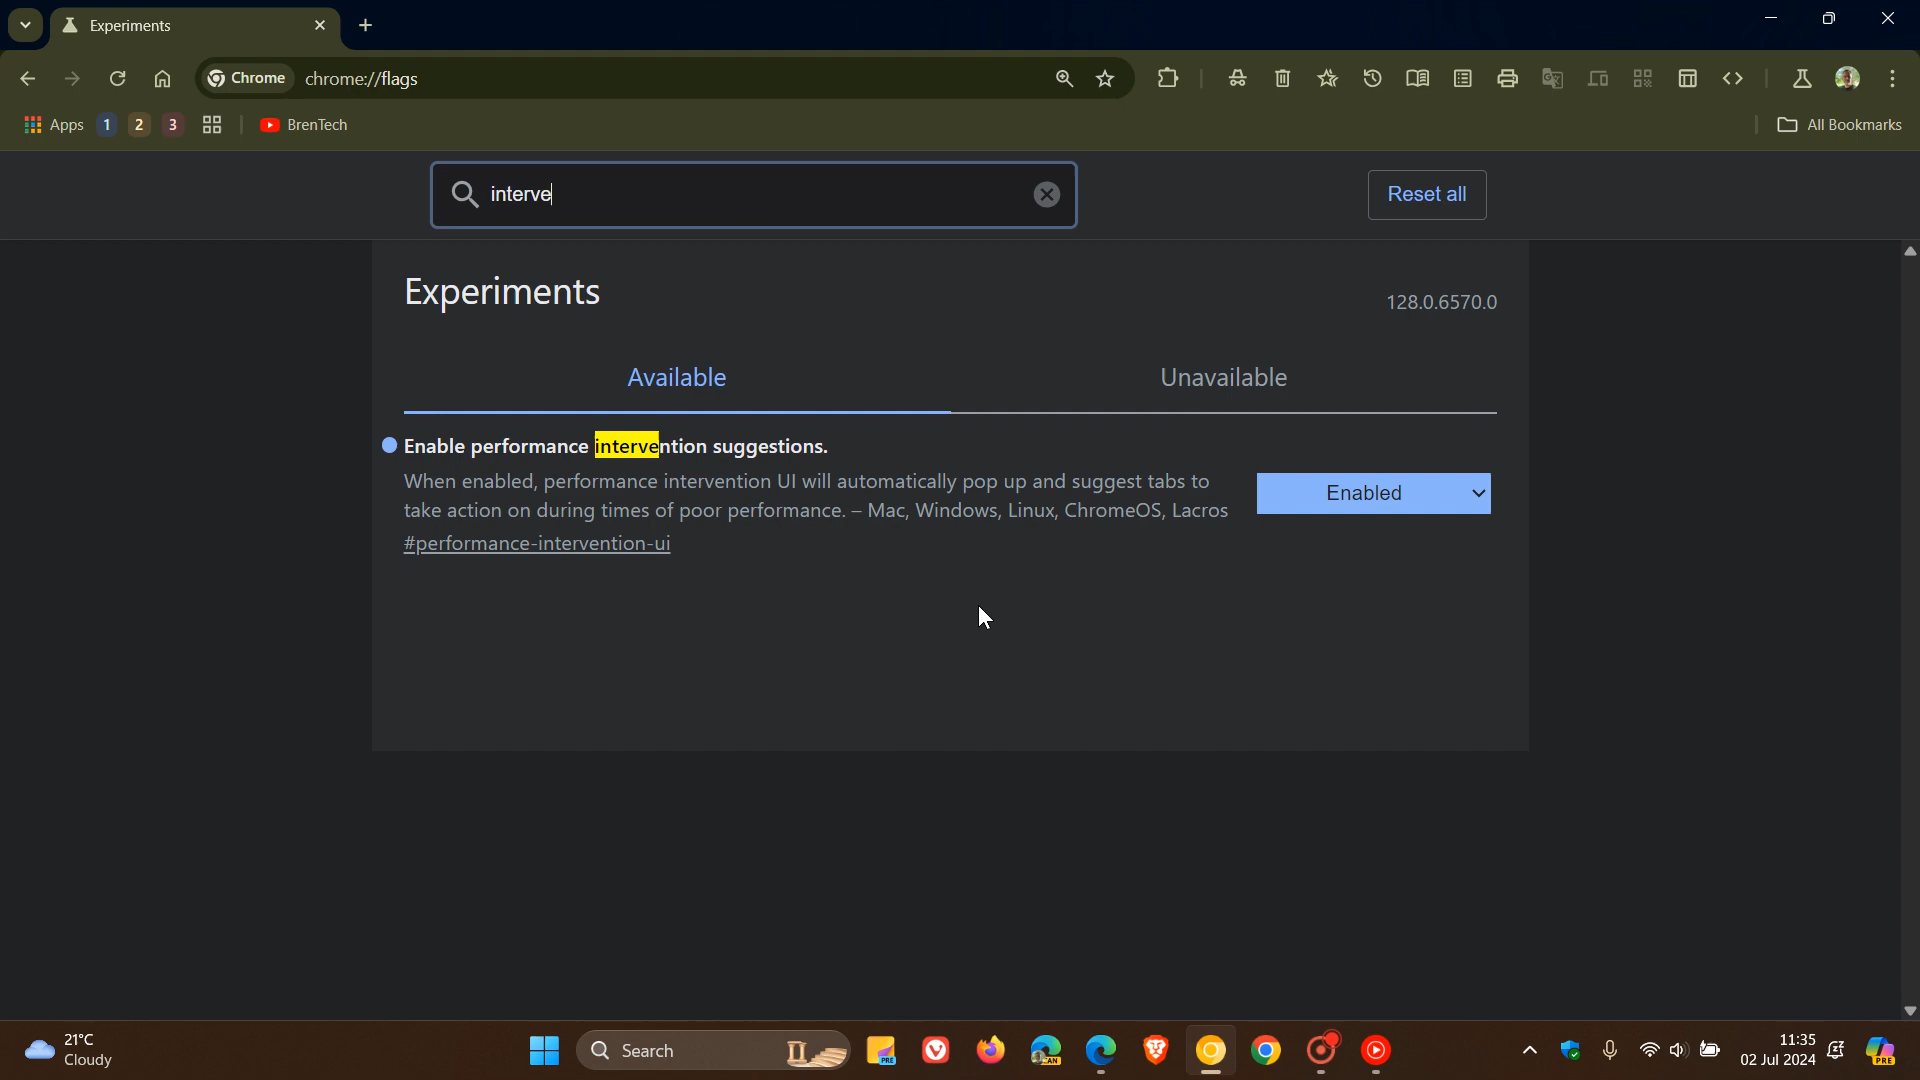 Experiments
Chrome chrome://flags
Apps 1 2 3 BrenTech All Bookmarks
interve
Reset all
Experiments
128.0.6570.0
Available Unavailable
Enable performance intervention suggestions.
When enabled, performance intervention UI will automatically pop up and suggest tabs to
take action on during times of poor performance. – Mac, Windows, Linux, ChromeOS, Lacros
#performance-intervention-ui
Enabled
21°C
Cloudy
Search
PRE
CAN
11:35
02 Jul 2024
PRE